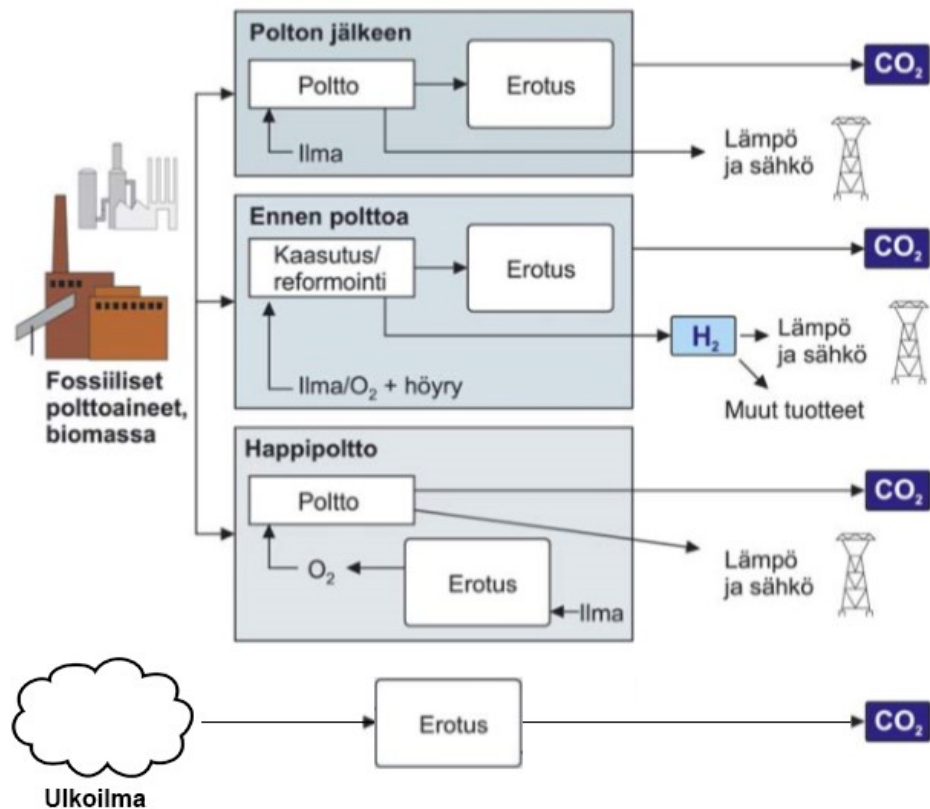 Polton jälkeen
Poltto
Erotus
Ilma
CO₂
Lämpö
ja sähkö
Ennen polttoa
Kaasutus/
reformointi
Erotus
Ilma/O₂ + höyry
CO₂
H₂
Lämpö
ja sähkö
Muut tuotteet
Fossiiliset
polttoaineet,
biomassa
Happipoltto
Poltto
O₂
Erotus
Ilma
CO₂
Lämpö
ja sähkö
Ulkoilma
Erotus
CO₂